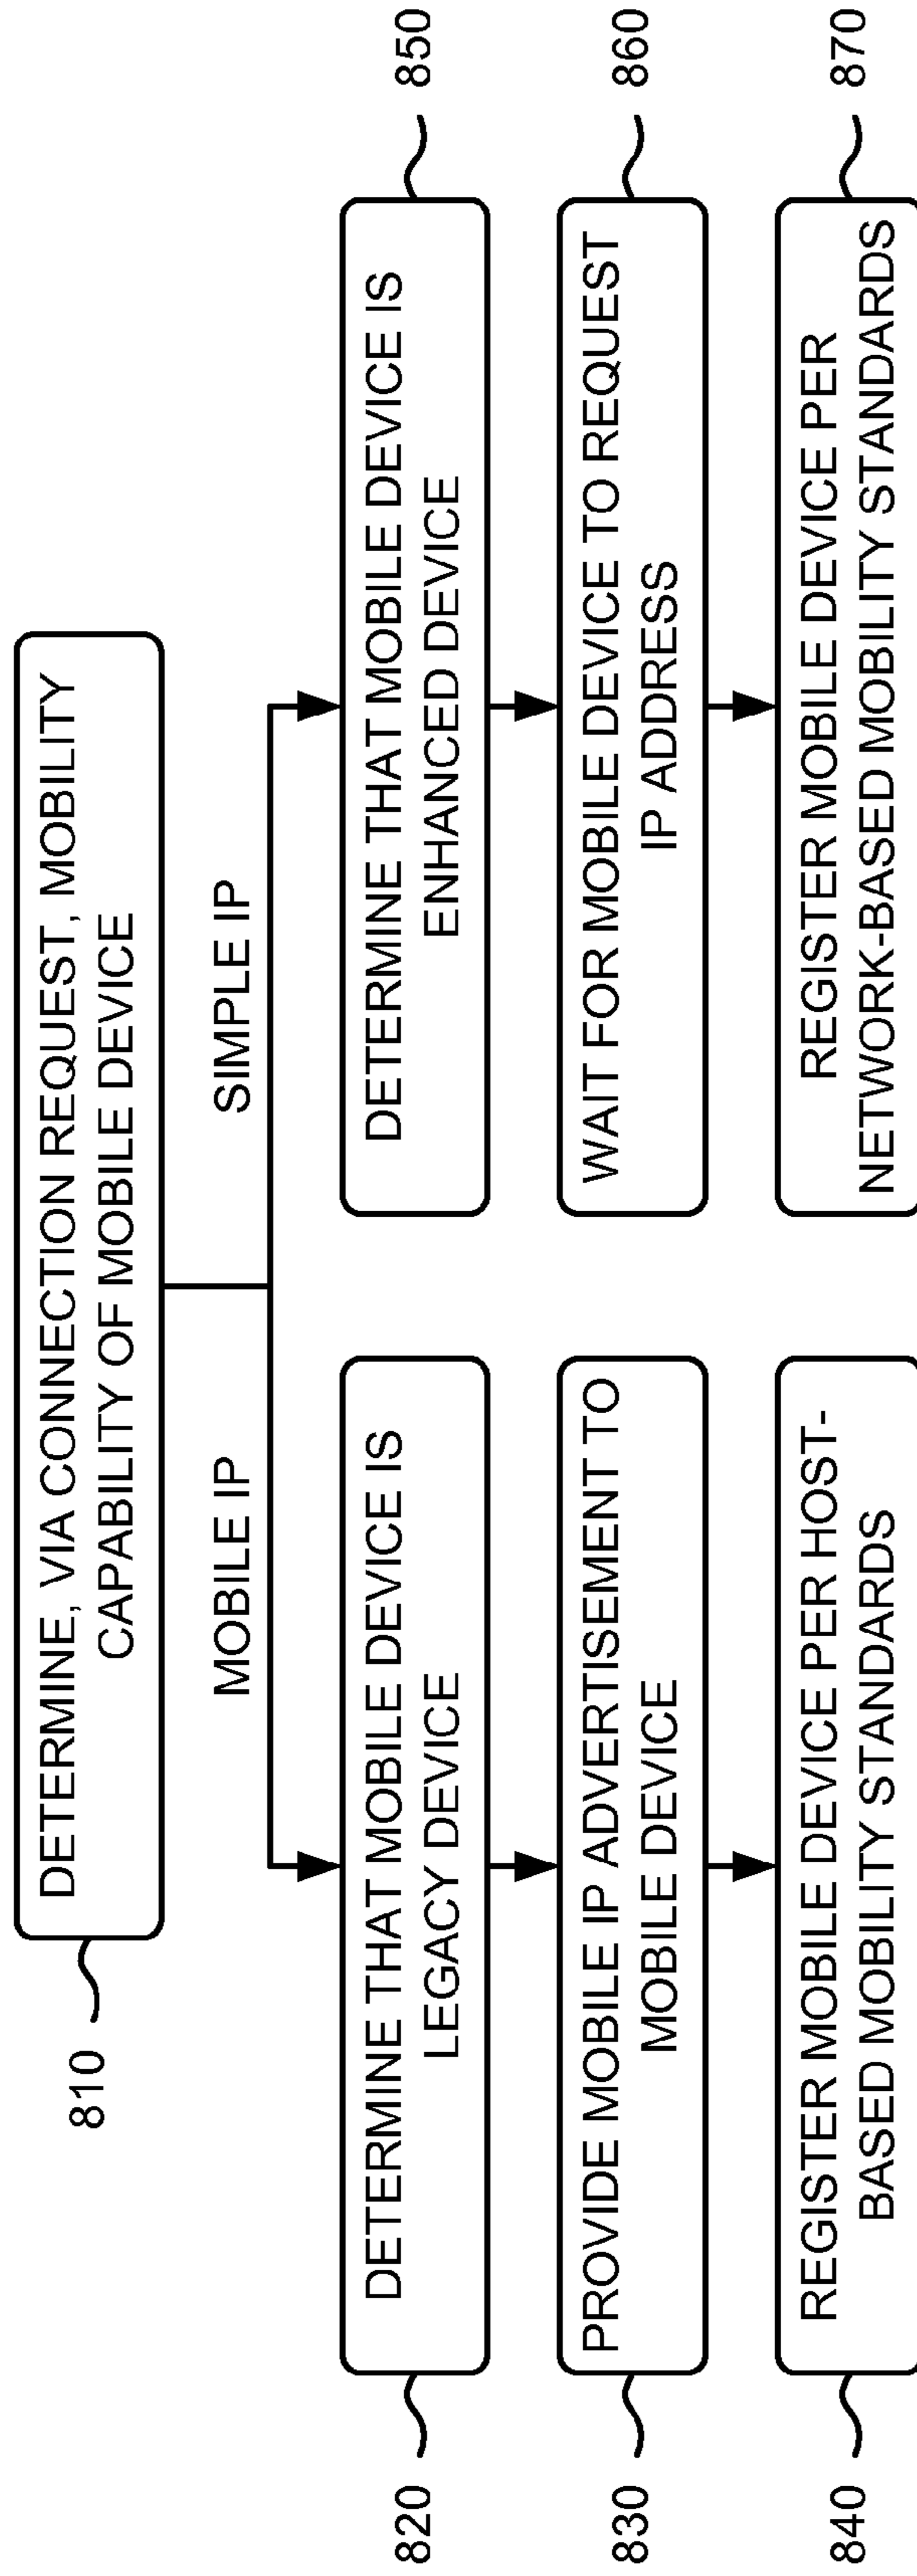 810
DETERMINE, VIA CONNECTION REQUEST, MOBILITY
CAPABILITY OF MOBILE DEVICE
MOBILE IP
SIMPLE IP
820
DETERMINE THAT MOBILE DEVICE IS
LEGACY DEVICE
830
PROVIDE MOBILE IP ADVERTISEMENT TO
MOBILE DEVICE
840
REGISTER MOBILE DEVICE PER HOST-
BASED MOBILITY STANDARDS
DETERMINE THAT MOBILE DEVICE IS
ENHANCED DEVICE
850
WAIT FOR MOBILE DEVICE TO REQUEST
IP ADDRESS
860
REGISTER MOBILE DEVICE PER
NETWORK-BASED MOBILITY STANDARDS
870